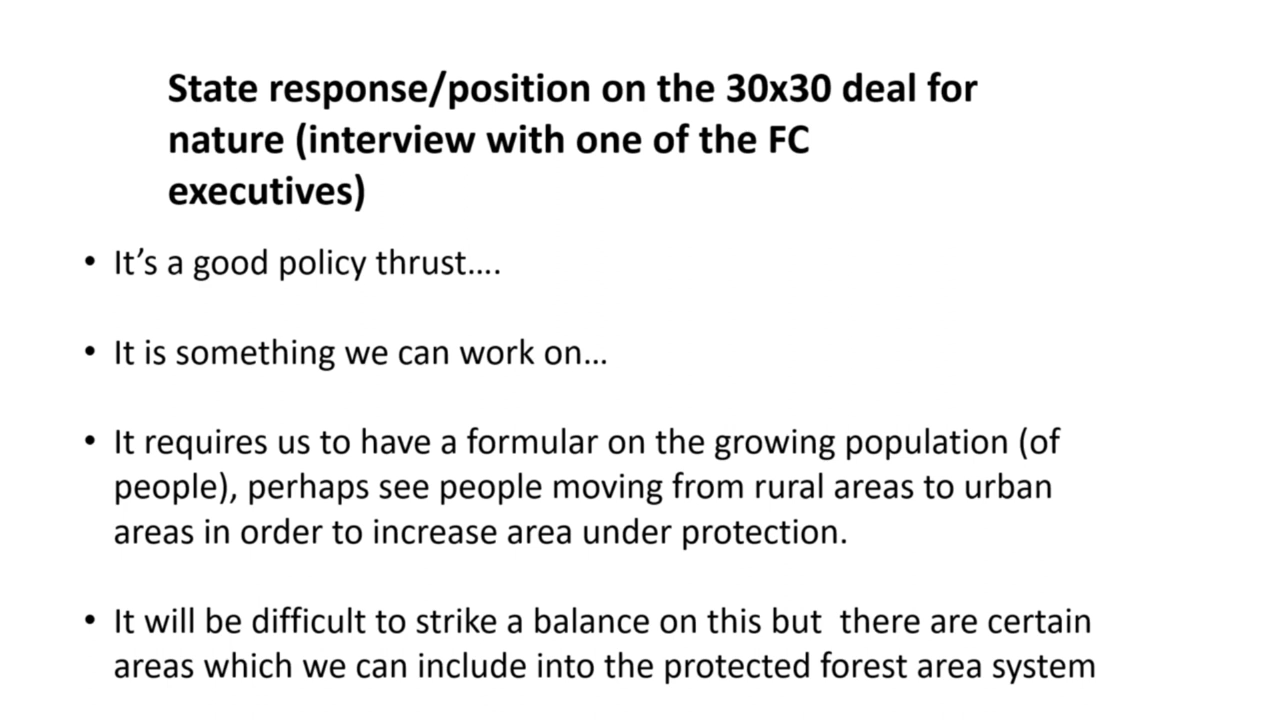 State response/position on the 30x30 deal for
nature (interview with one of the FC
executives)
• It’s a good policy thrust….
• It is something we can work on…
• It requires us to have a formular on the growing population (of
people), perhaps see people moving from rural areas to urban
areas in order to increase area under protection.
• It will be difficult to strike a balance on this but  there are certain
areas which we can include into the protected forest area system